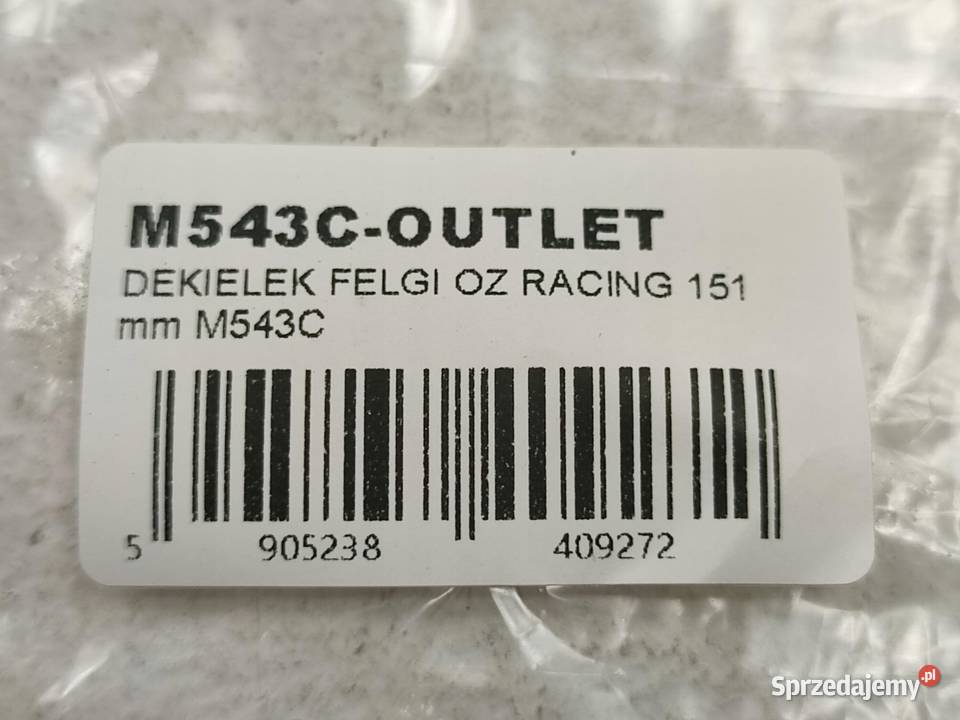 M543C-OUTLET
DEKIELEK FELGI OZ RACING 151
mm M543C
5 905238 409272
Sprzedajemy.pl